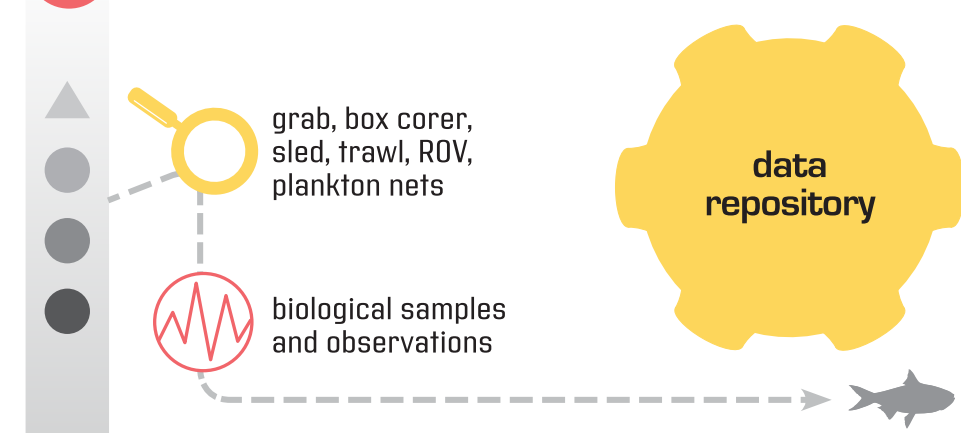 grab, box corer,
sled, trawl, ROV,
plankton nets
data
repository
biological samples
and observations